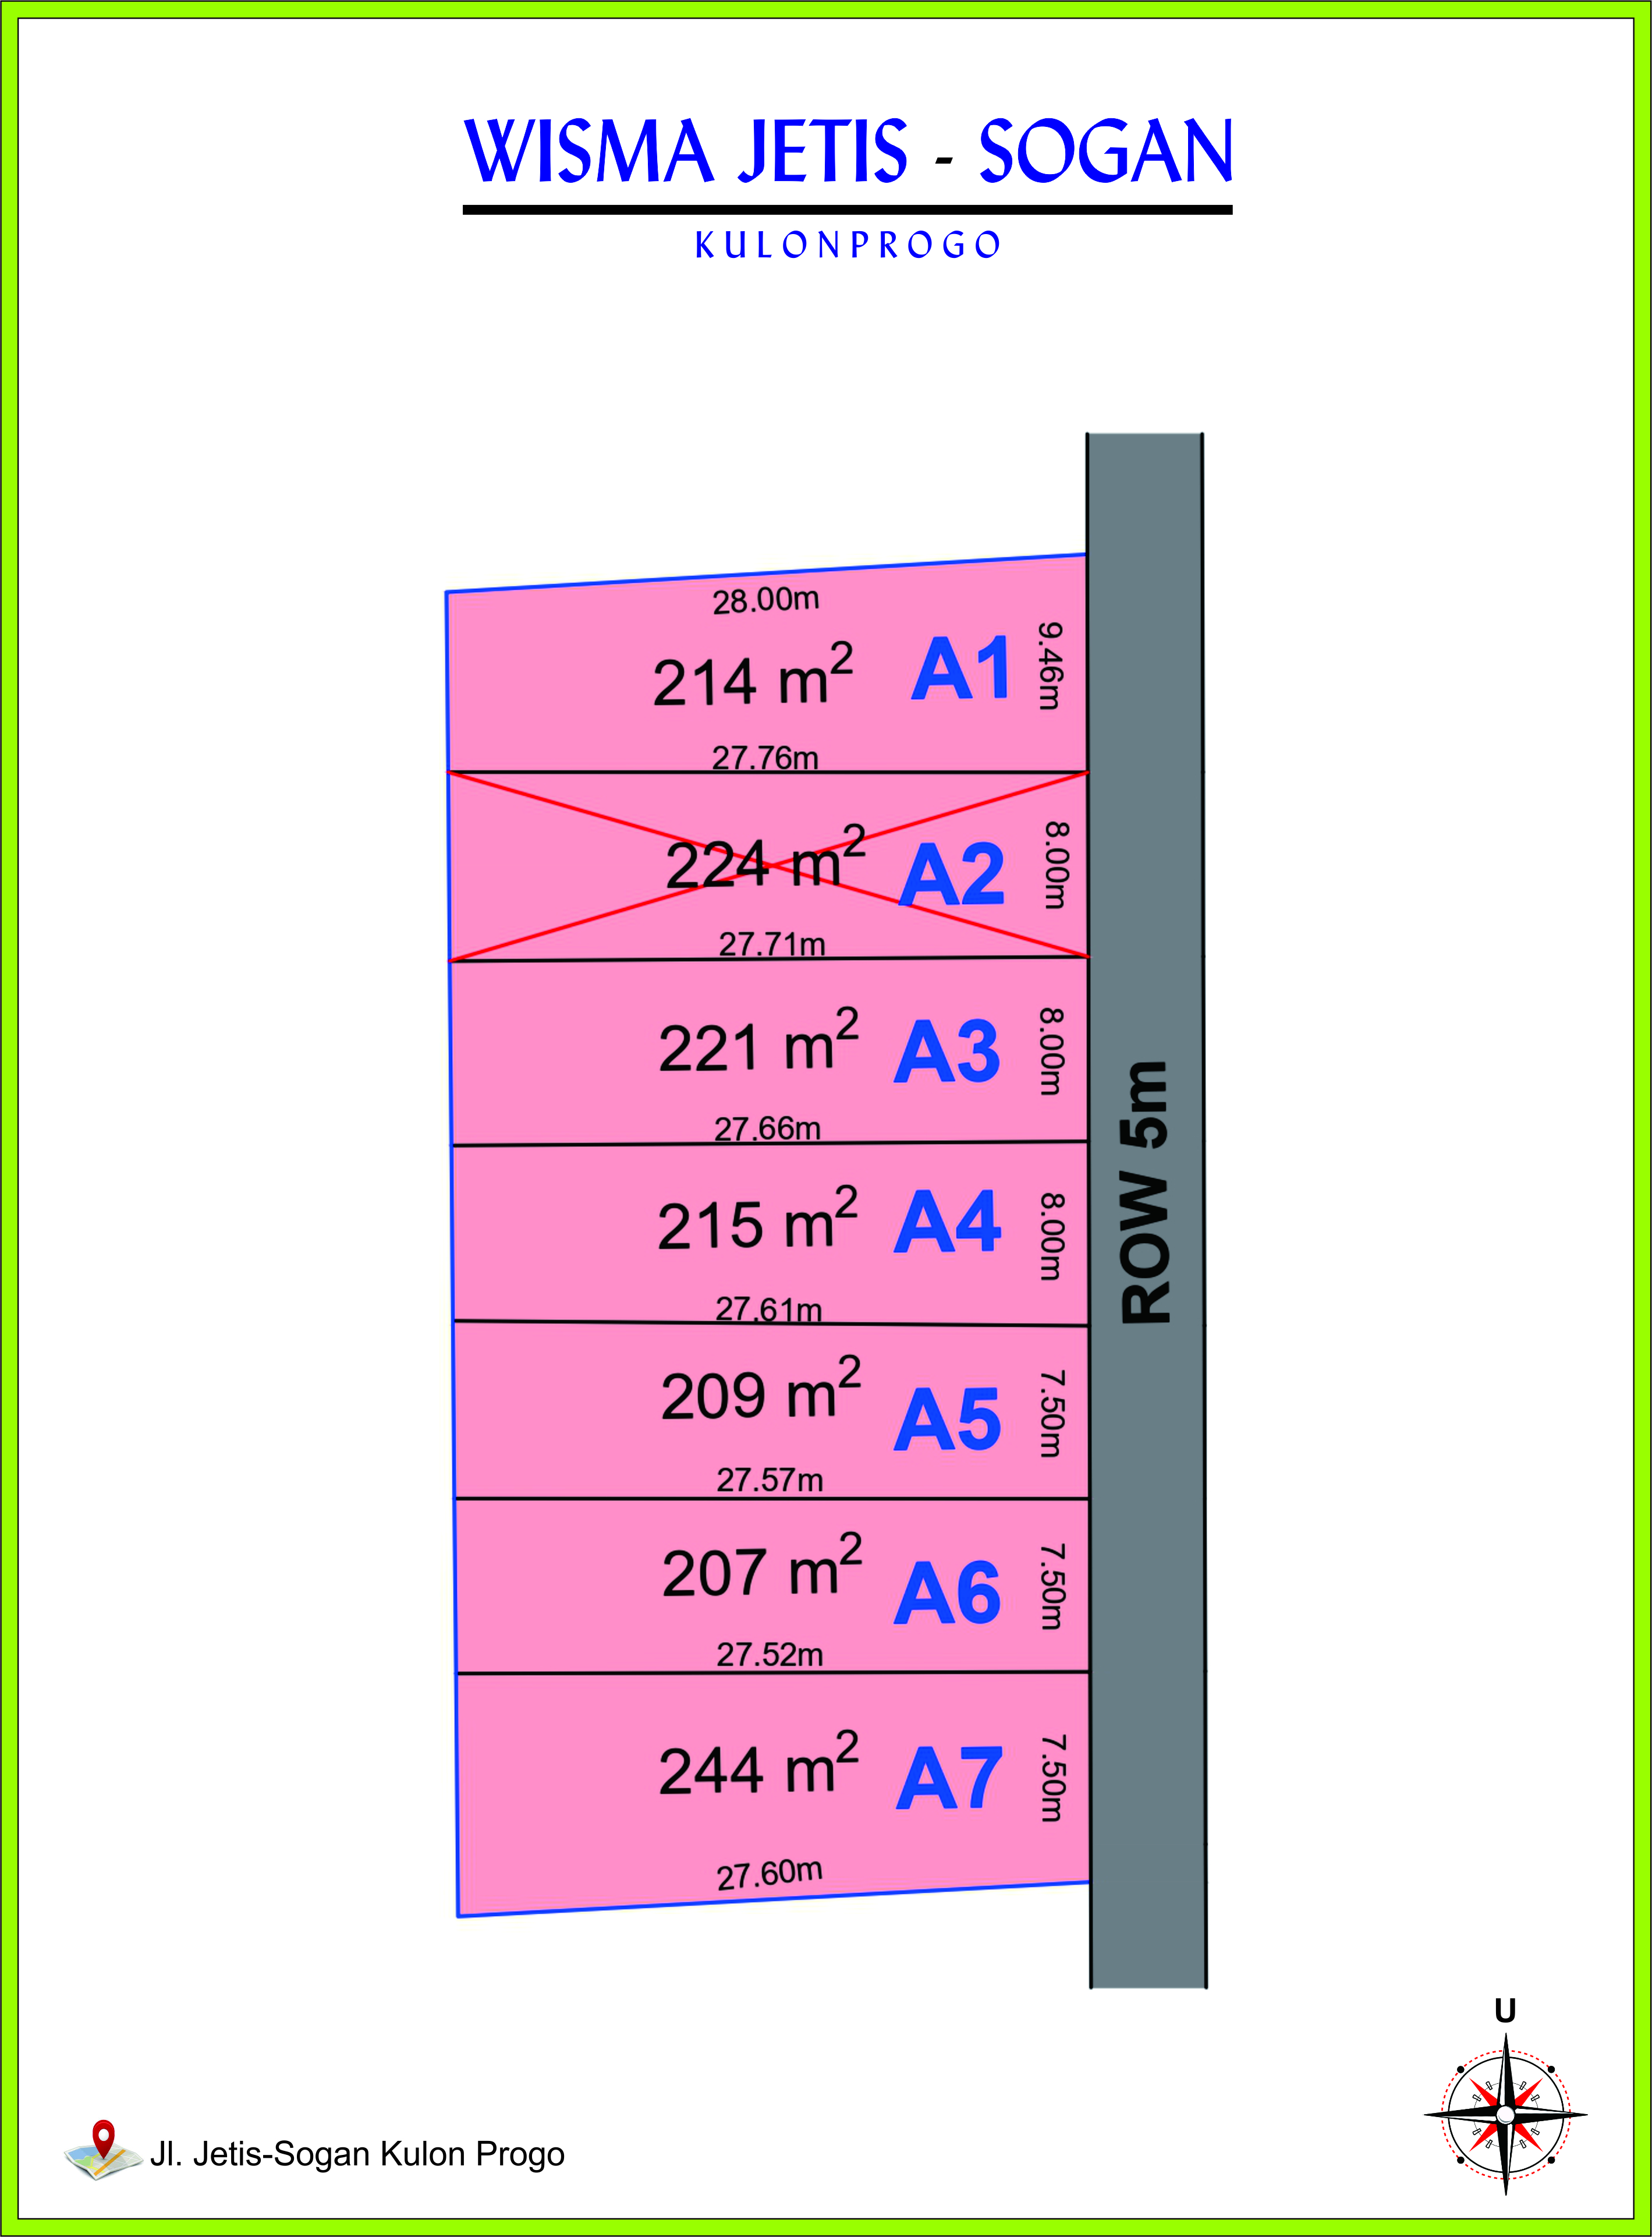 WISMA JETIS - SOGAN
KULONPROGO
28.00m
214 m² A1 9.46m
27.76m
224 m² A2 8.00m
27.71m
221 m² A3 8.00m
27.66m
215 m² A4 8.00m
27.61m
209 m² A5 7.50m
27.57m
207 m² A6 7.50m
27.52m
244 m² A7 7.50m
27.60m
ROW 5m
U
Jl. Jetis-Sogan Kulon Progo